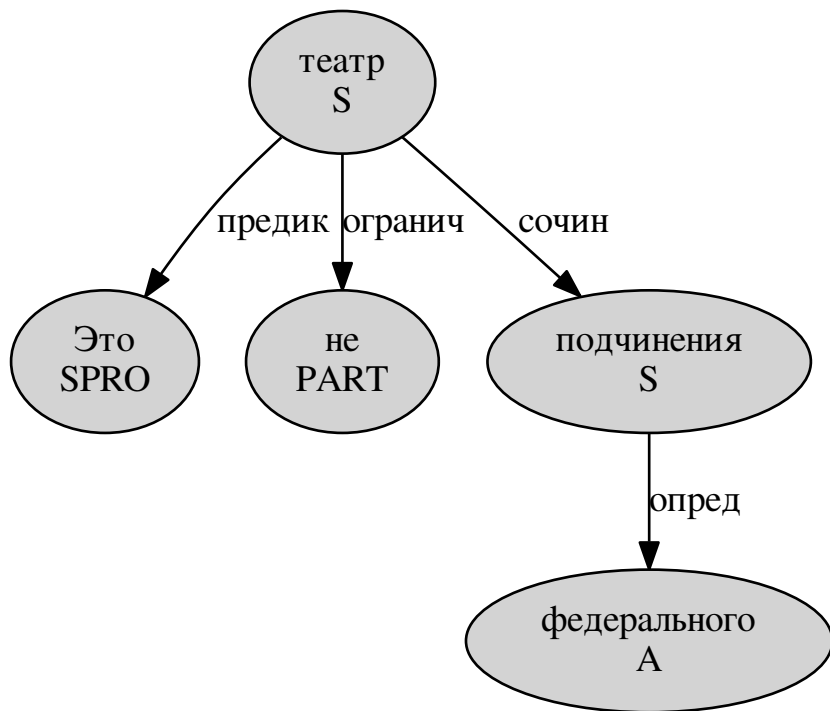 театр
S
предик
огранич
сочин
Это
SPRO
не
PART
подчинения
S
опред
федерального
A